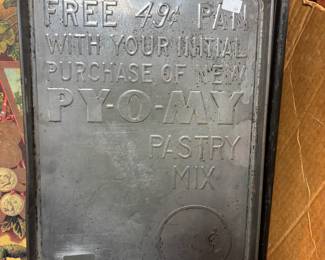 FREE 49¢ PAN
WITH YOUR INITIAL
PURCHASE OF NEW
PY-O-MY
PASTRY
MIX